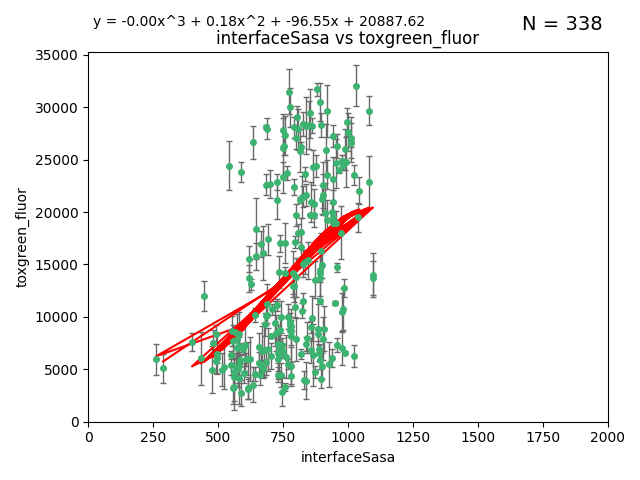 y = -0.00x^3 + 0.18x^2 + -96.55x + 20887.62
N = 338
interfaceSasa vs toxgreen_fluor
35000
30000
25000
20000
15000
10000
5000
0
toxgreen_fluor
0 250 500 750 1000 1250 1500 1750 2000
interfaceSasa